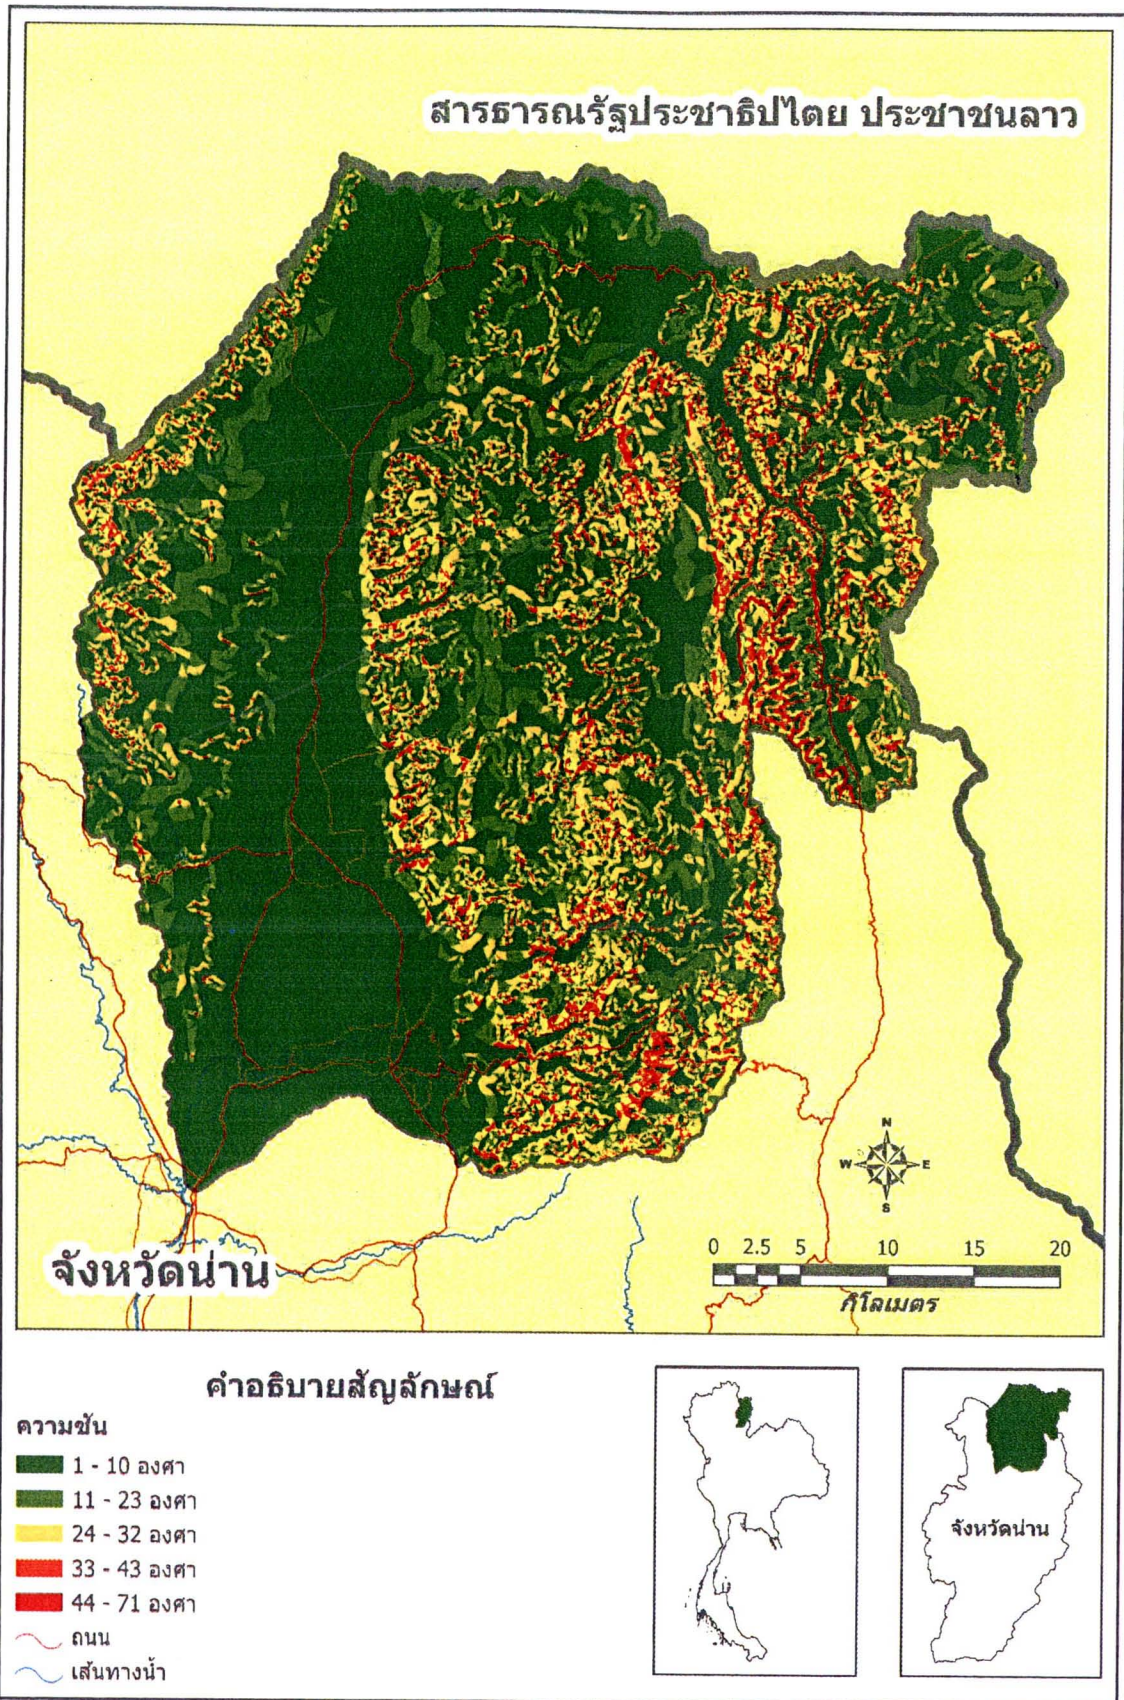 สารธารณรัฐประชาธิปไตย ประชาชนลาว
N
W E
S
0 2.5 5 10 15 20
กิโลเมตร
จังหวัดน่าน
คำอธิบายสัญลักษณ์
ความชัน
1 - 10 องศา
11 - 23 องศา
24 - 32 องศา
33 - 43 องศา
44 - 71 องศา
ถนน
เส้นทางน้ำ
จังหวัดน่าน